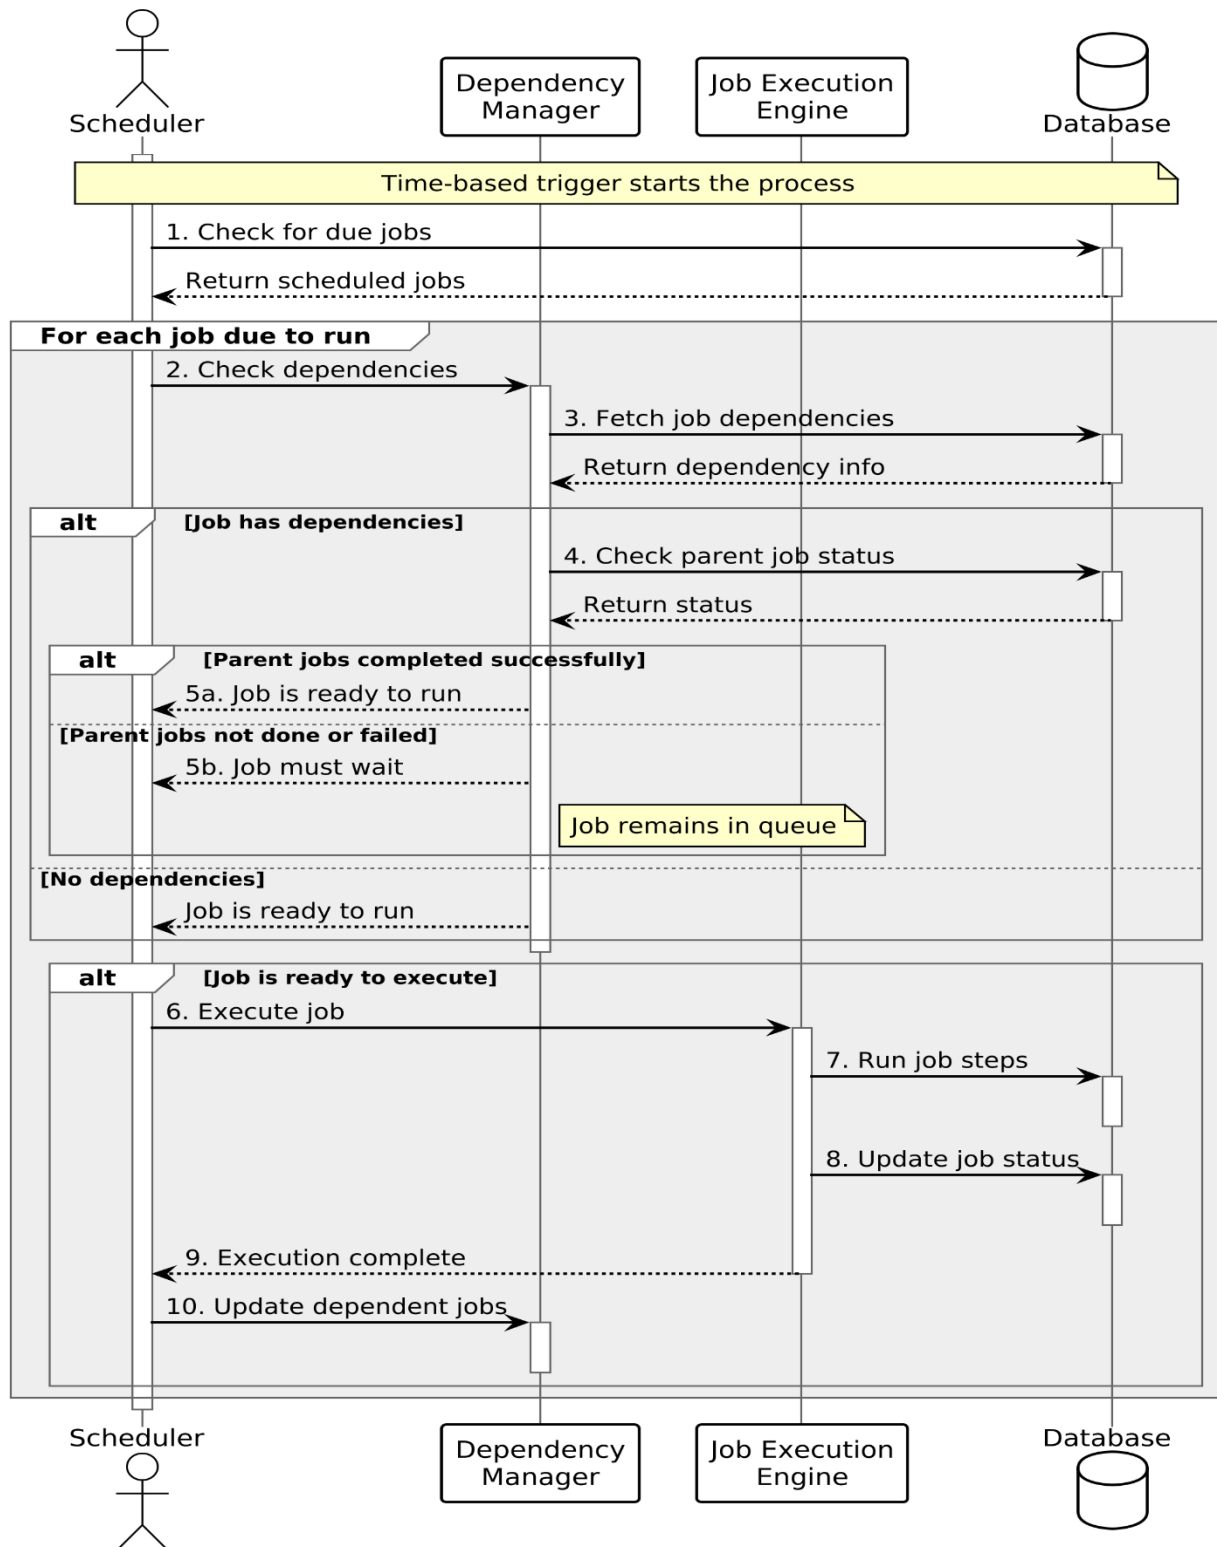 Scheduler
Dependency
Manager
Job Execution
Engine
Database
Time-based trigger starts the process
1. Check for due jobs
Return scheduled jobs
For each job due to run
2. Check dependencies
3. Fetch job dependencies
Return dependency info
alt [Job has dependencies]
4. Check parent job status
Return status
alt [Parent jobs completed successfully]
5a. Job is ready to run
[Parent jobs not done or failed]
5b. Job must wait
Job remains in queue
[No dependencies]
Job is ready to run
alt [Job is ready to execute]
6. Execute job
7. Run job steps
8. Update job status
9. Execution complete
10. Update dependent jobs
Scheduler
Dependency
Manager
Job Execution
Engine
Database